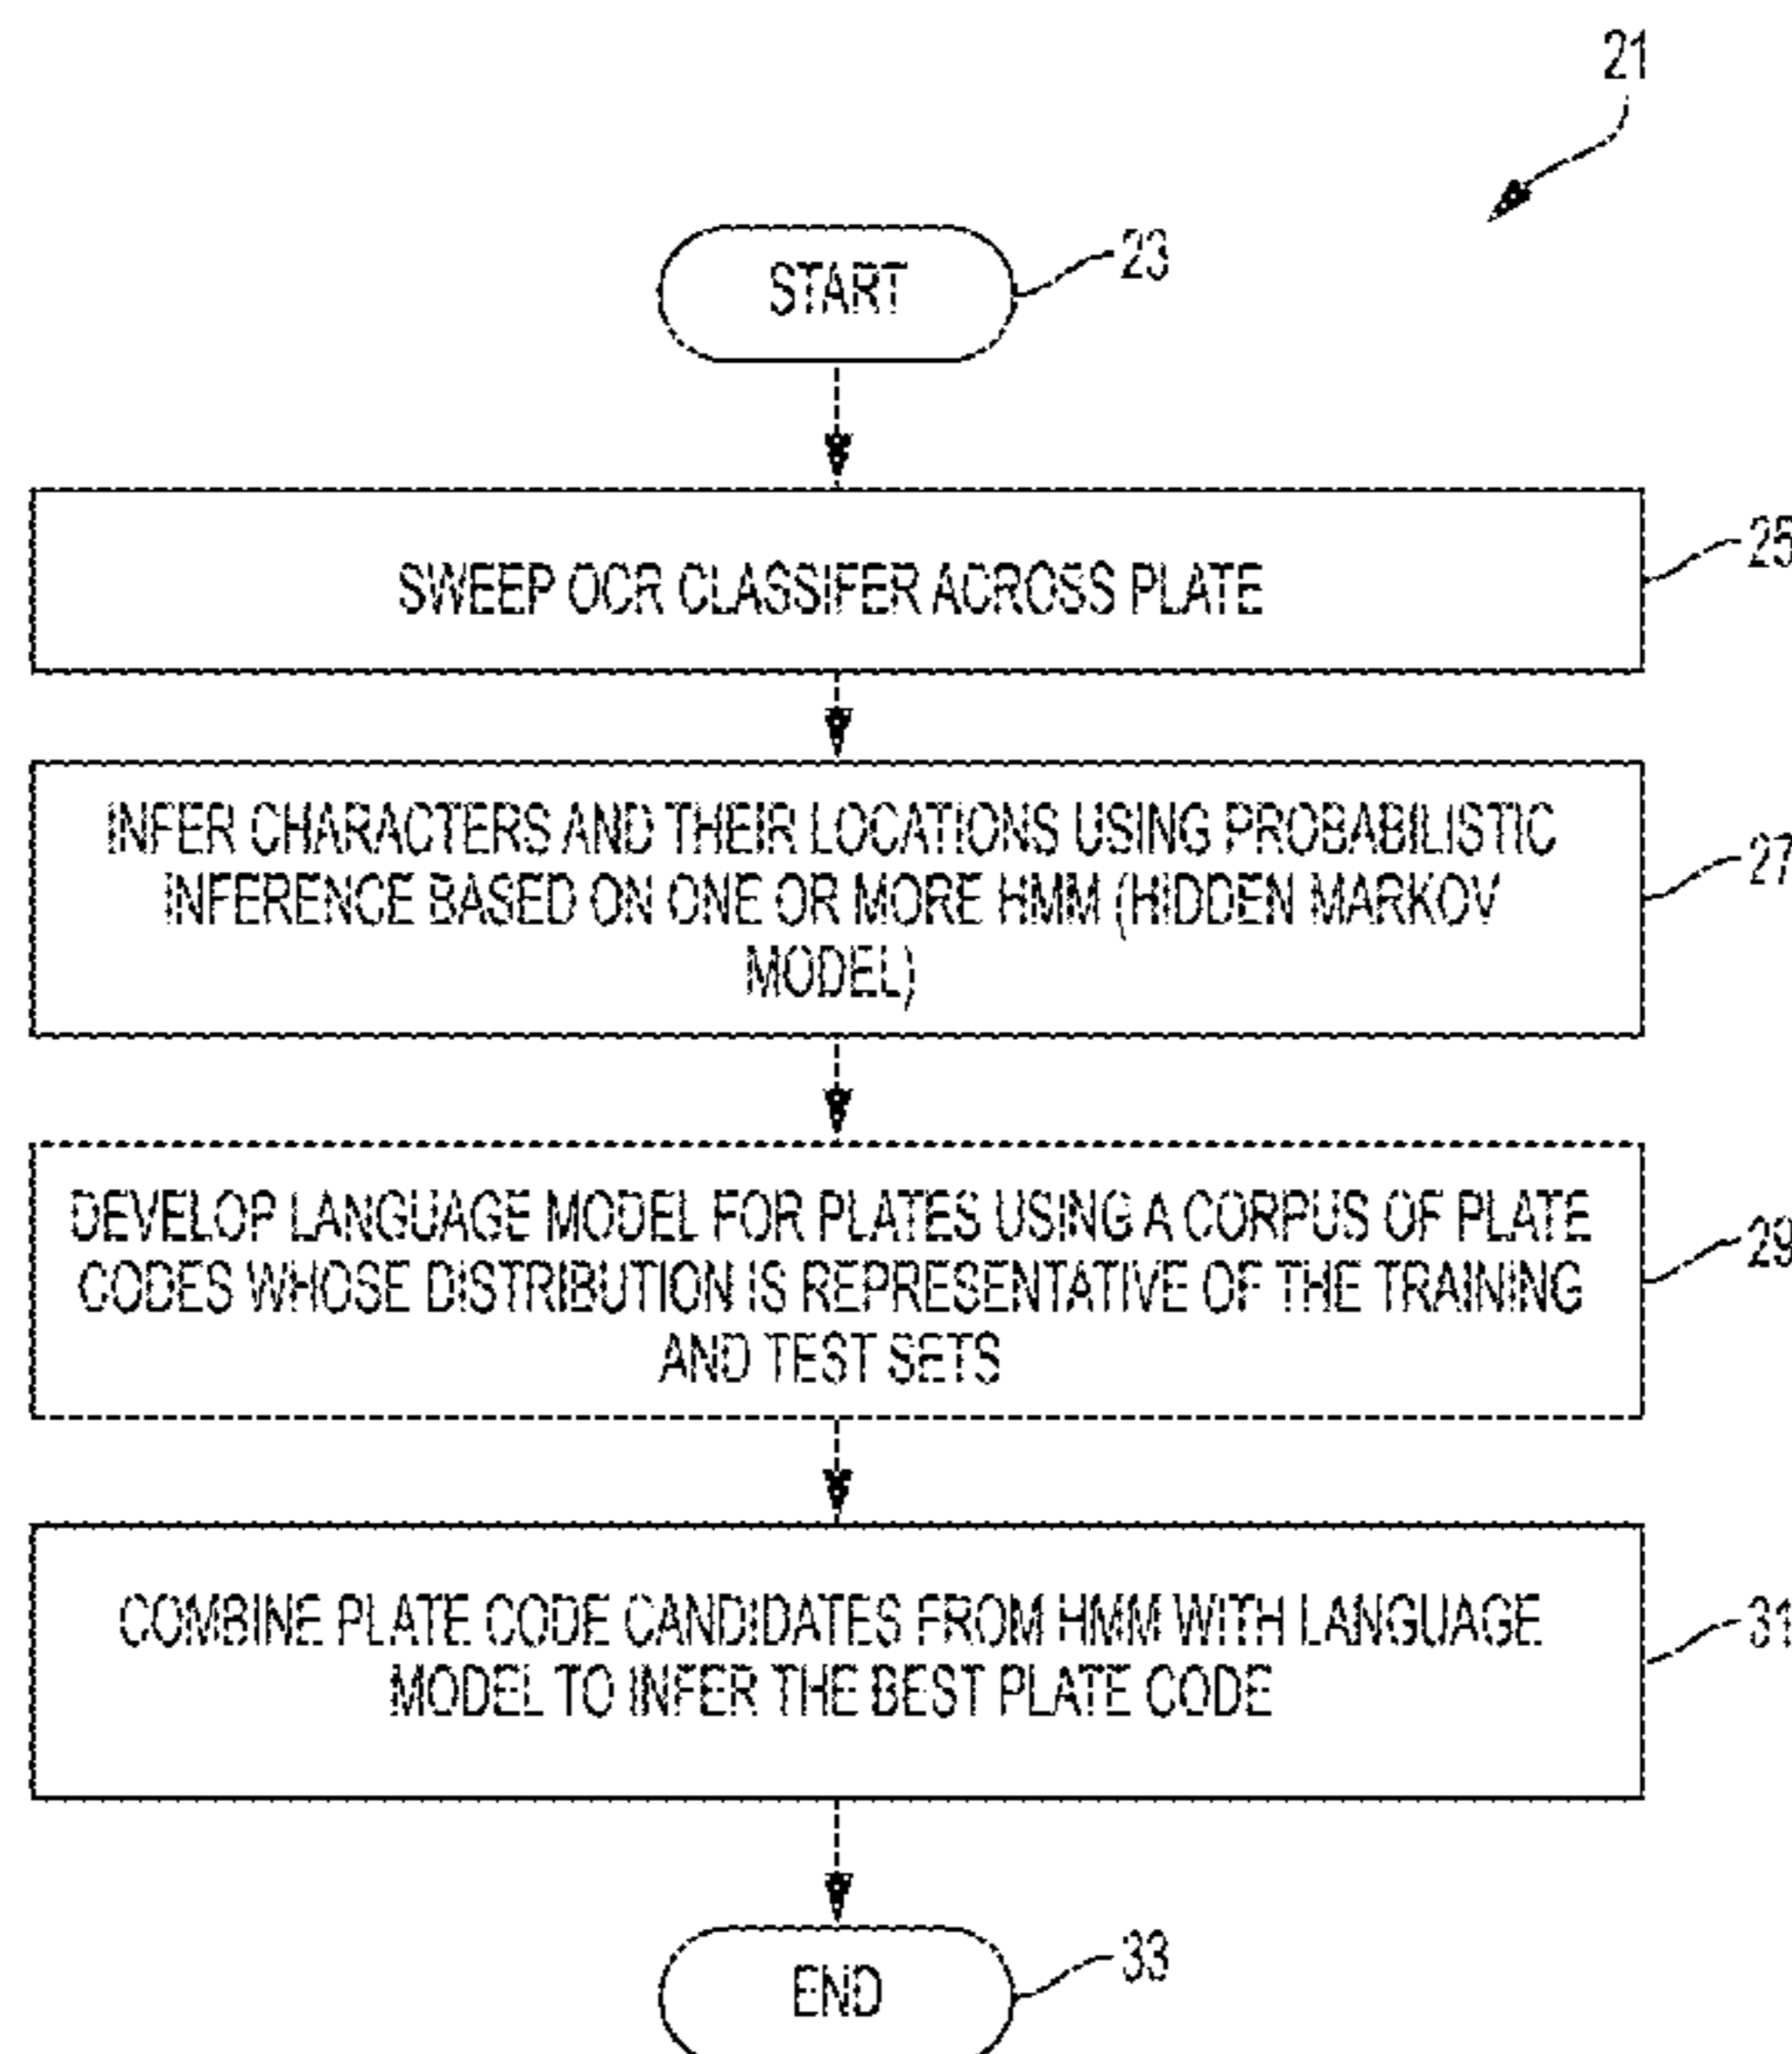 21
START
23
SWEEP OCR CLASSIFER ACROSS PLATE
25
INFER CHARACTERS AND THEIR LOCATIONS USING PROBABILISTIC
INFERENCE BASED ON ONE OR MORE HMM (HIDDEN MARKOV
MODEL)
27
DEVELOP LANGUAGE MODEL FOR PLATES USING A CORPUS OF PLATE
CODES WHOSE DISTRIBUTION IS REPRESENTATIVE OF THE TRAINING
AND TEST SETS
29
COMBINE PLATE CODE CANDIDATES FROM HMM WITH LANGUAGE
MODEL TO INFER THE BEST PLATE CODE
31
END
33